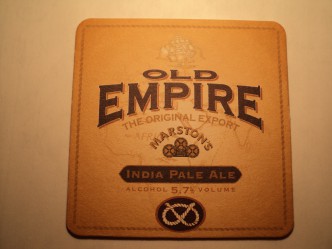 OLD
EMPIRE
THE ORIGINAL EXPORT
MARSTON'S
INDIA PALE ALE
ALCOHOL 5.7% VOLUME